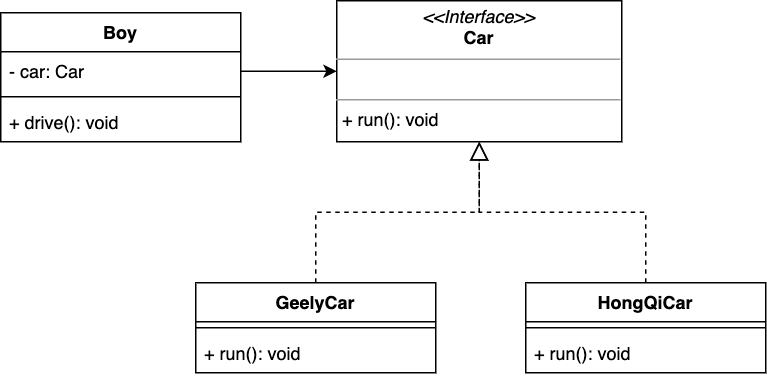 Boy
- car: Car
+ drive(): void
<<Interface>>
Car
+ run(): void
GeelyCar
+ run(): void
HongQiCar
+ run(): void